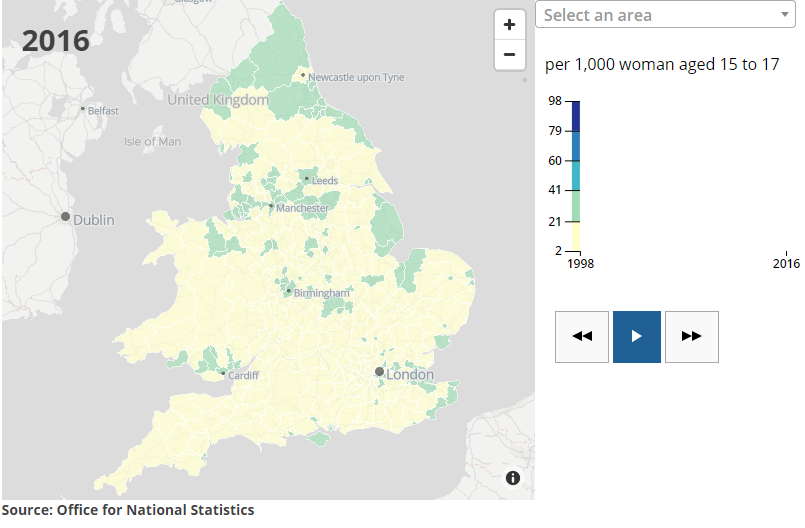 Glasgow
Select an area
2016
+
−
per 1,000 woman aged 15 to 17
Newcastle upon Tyne
98
United Kingdom
Belfast
79
Isle of Man
60
Leeds
41
Manchester
Dublin
21
2
1998
2016
Birmingham
Cardiff
London
Source: Office for National Statistics